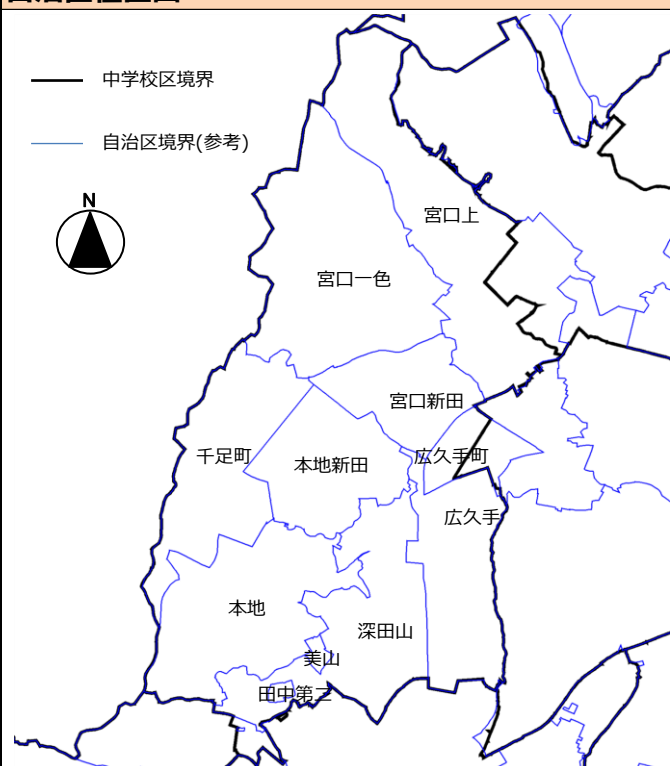 中学校区境界
自治区境界(参考)
N
宮口上
宮口一色
宮口新田
千足町
本地新田
広久手町
広久手
本地
深田山
美山
田中第二